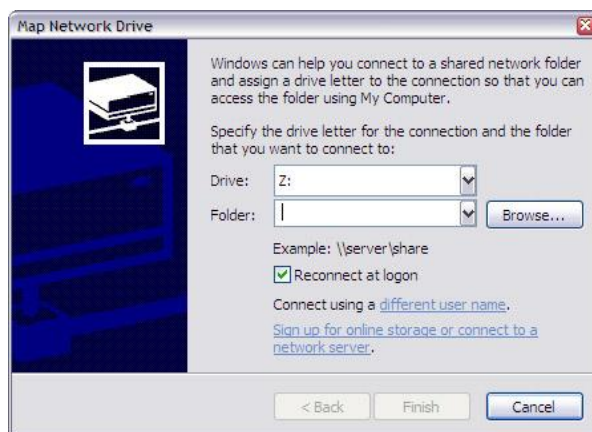 Map Network Drive
Windows can help you connect to a shared network folder
and assign a drive letter to the connection so that you can
access the folder using My Computer.
Specify the drive letter for the connection and the folder
that you want to connect to:
Drive: Z:
Folder: Browse...
Example: \\server\share
Reconnect at logon
Connect using a different user name.
Sign up for online storage or connect to a
network server.
< Back Finish Cancel